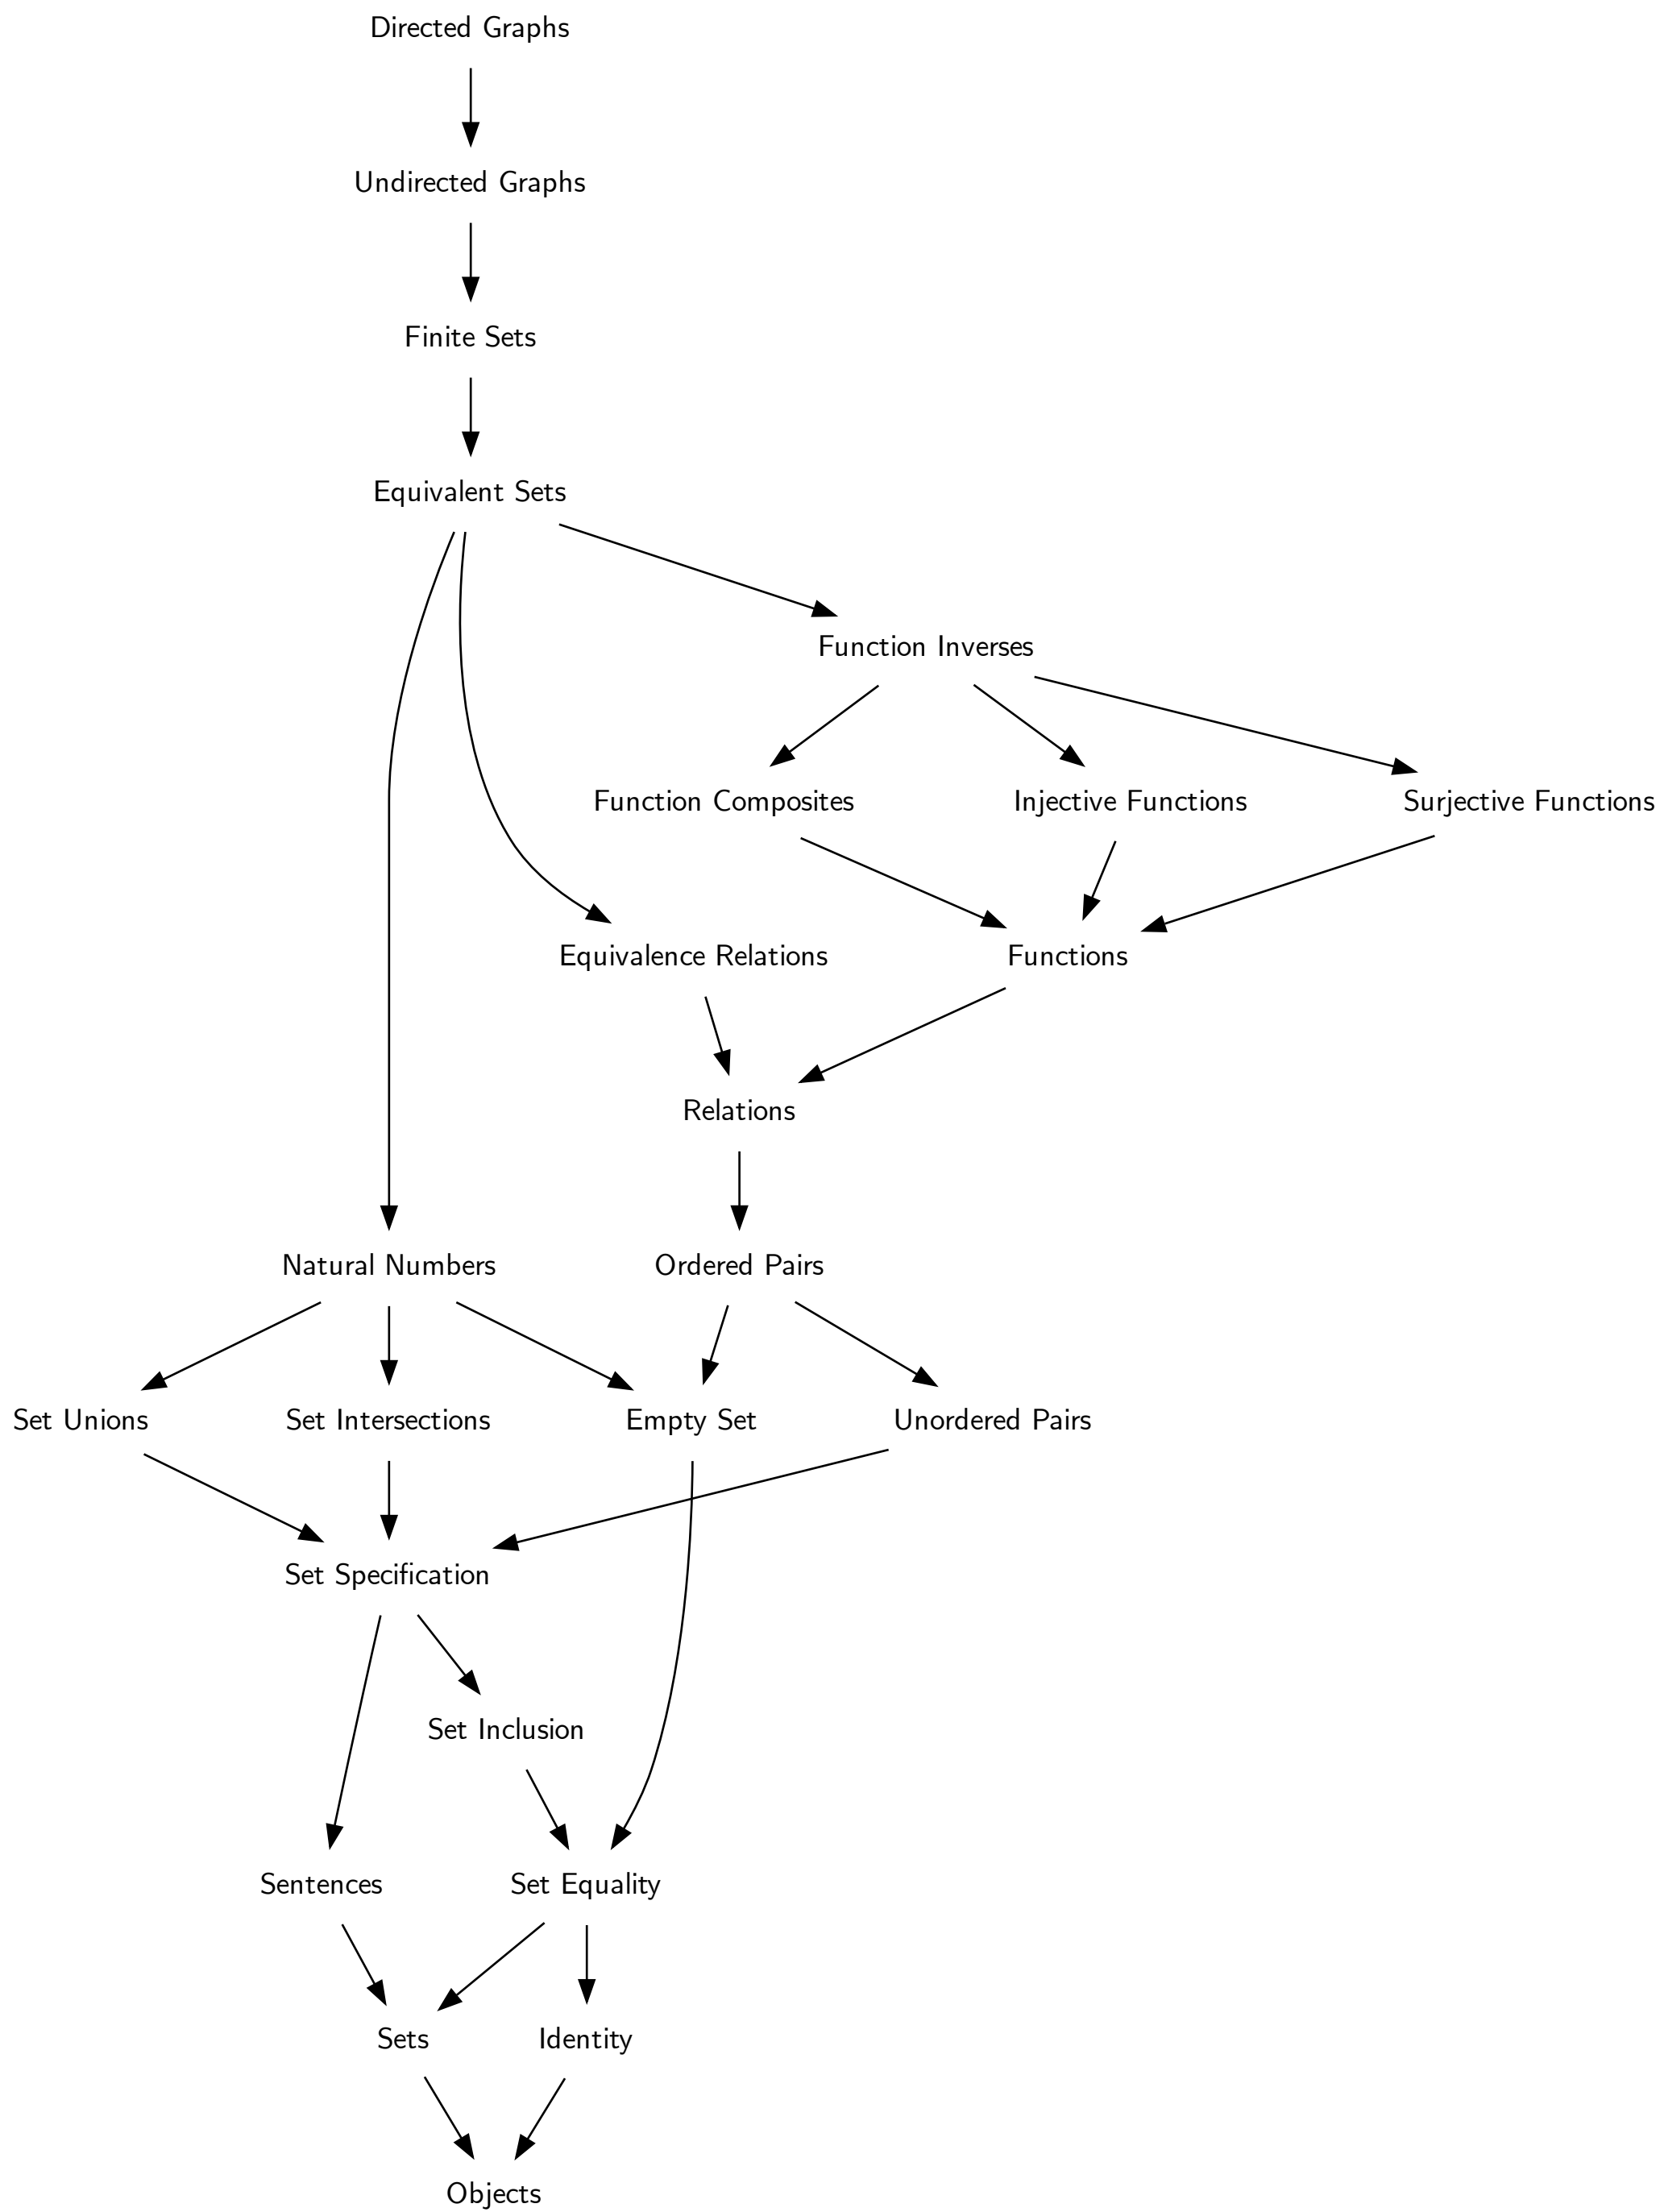 Directed Graphs
Undirected Graphs
Finite Sets
Equivalent Sets
Function Inverses
Function Composites
Injective Functions
Surjective Functions
Equivalence Relations
Functions
Relations
Natural Numbers
Ordered Pairs
Set Unions
Set Intersections
Empty Set
Unordered Pairs
Set Specification
Set Inclusion
Sentences
Set Equality
Sets
Identity
Objects